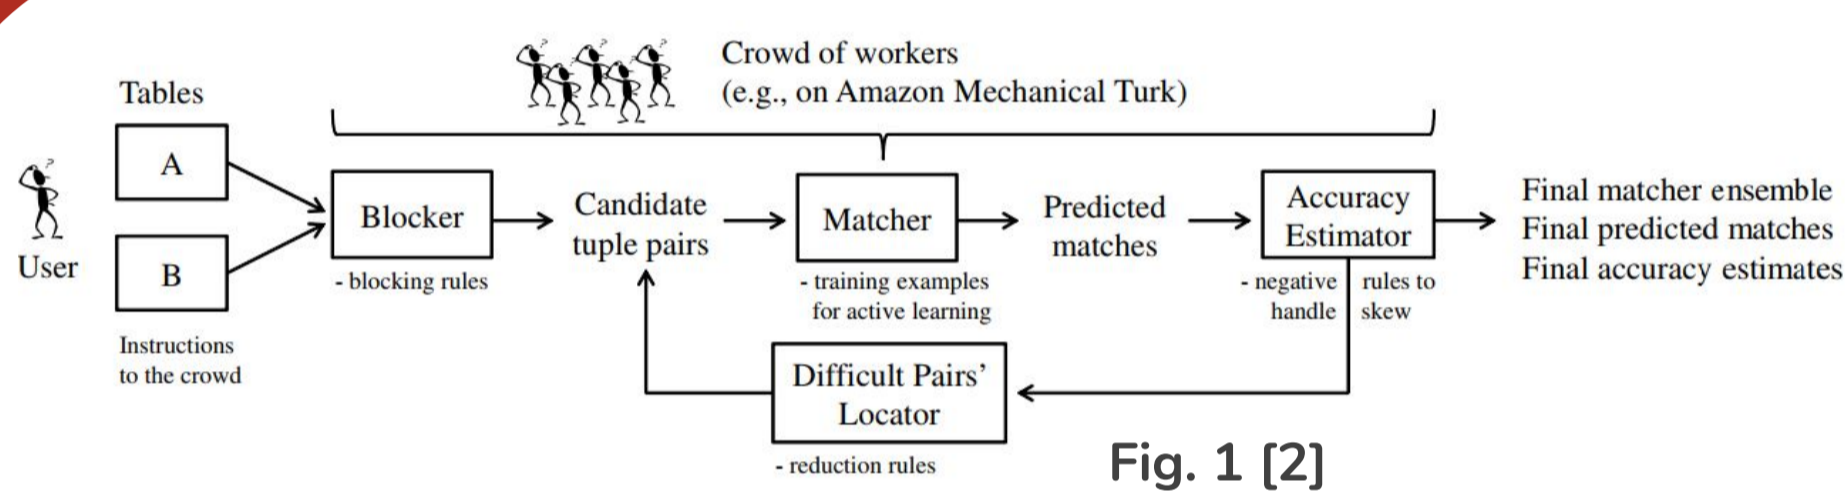 Crowd of workers
(e.g., on Amazon Mechanical Turk)
Tables
A
B
User
Instructions
to the crowd
Blocker
- blocking rules
Candidate
tuple pairs
Matcher
- training examples
for active learning
Predicted
matches
Accuracy
Estimator
- negative rules to
handle skew
Final matcher ensemble
Final predicted matches
Final accuracy estimates
Difficult Pairs'
Locator
- reduction rules
Fig. 1 [2]